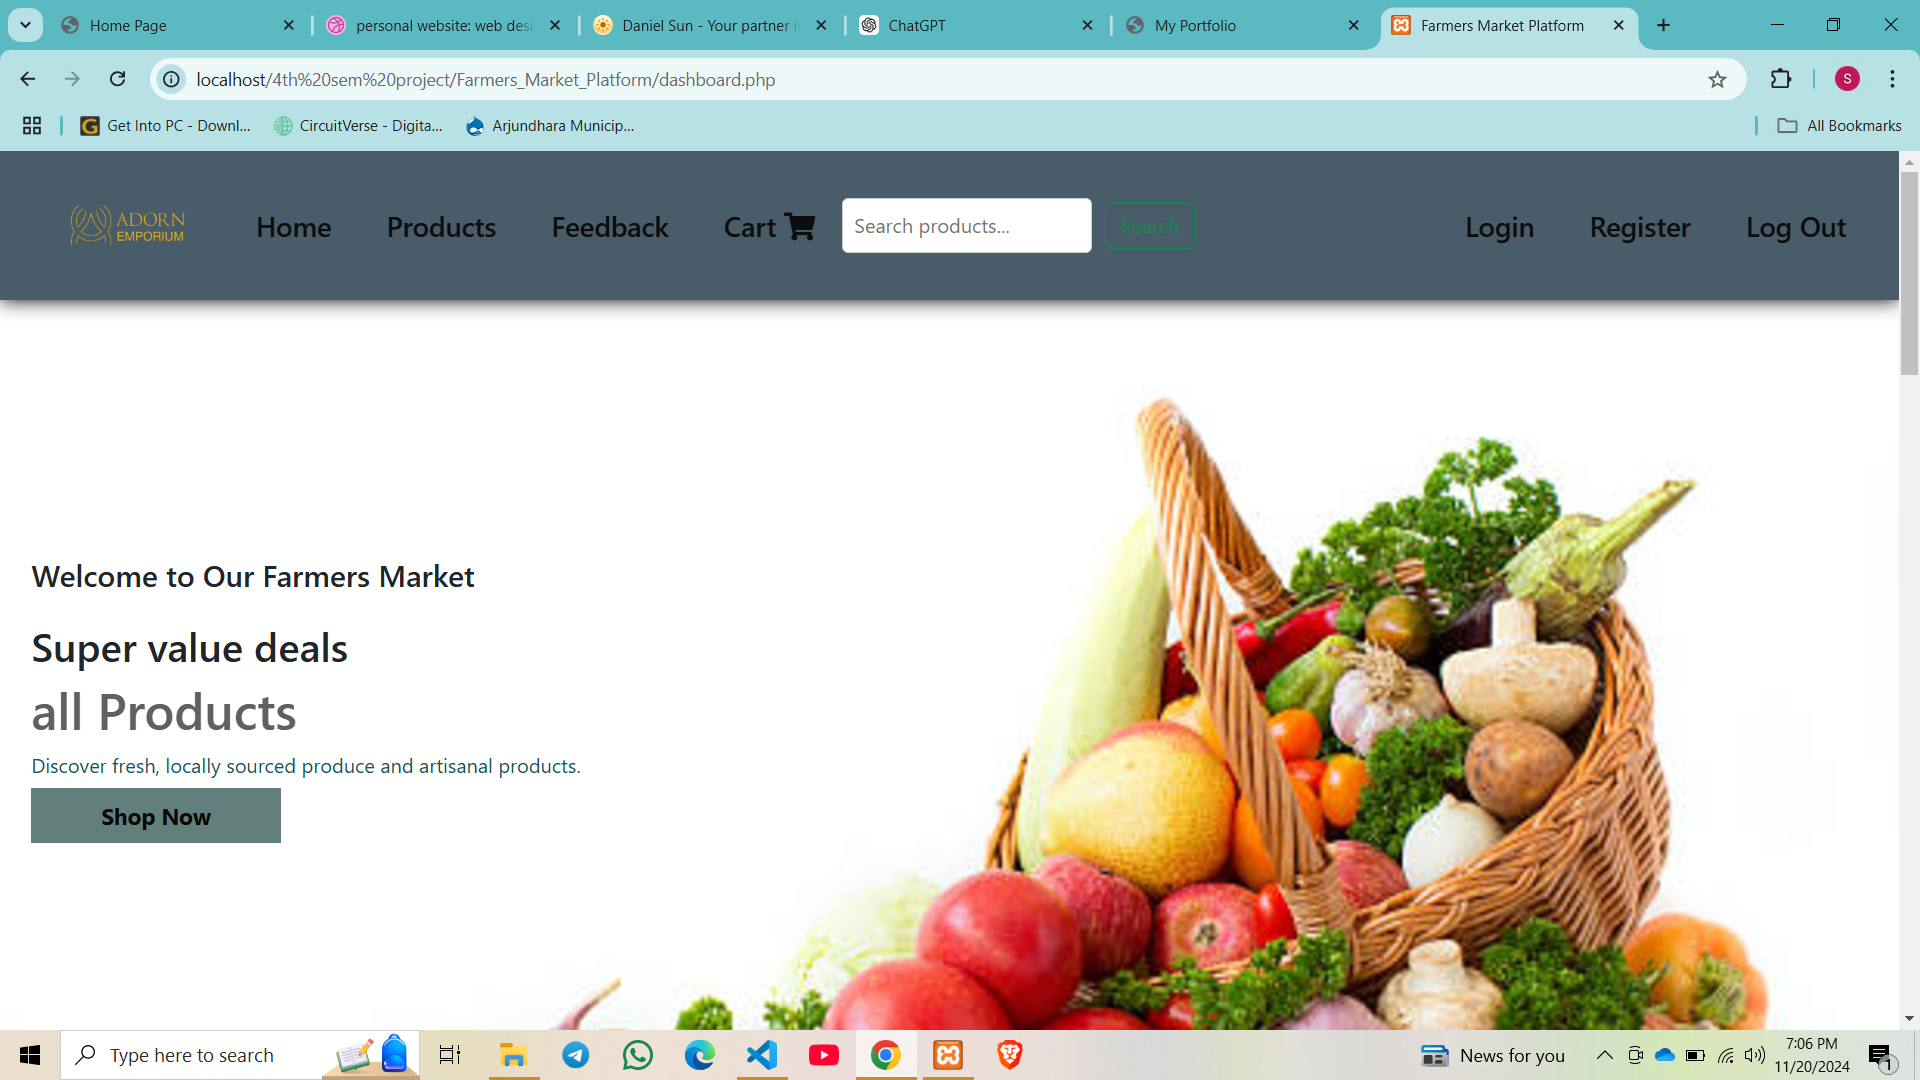 Home Page
personal website: web des
Daniel Sun - Your partner i
ChatGPT
My Portfolio
Farmers Market Platform
localhost/4th%20sem%20project/Farmers_Market_Platform/dashboard.php
S
Get Into PC - Downl...
CircuitVerse - Digita...
Arjundhara Municip...
All Bookmarks
ADORN
EMPORIUM
Home
Products
Feedback
Cart
Search products...
Search
Login
Register
Log Out
Welcome to Our Farmers Market
Super value deals
all Products
Discover fresh, locally sourced produce and artisanal products.
Shop Now
Type here to search
News for you
7:06 PM
11/20/2024
1